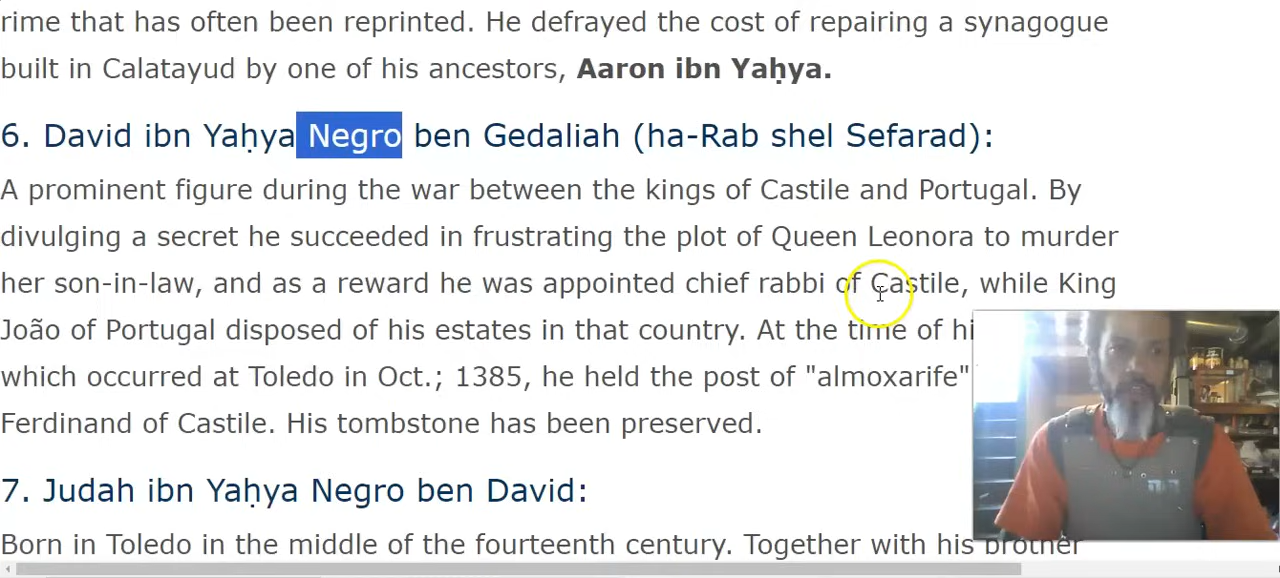 rime that has often been reprinted. He defrayed the cost of repairing a synagogue
built in Calatayud by one of his ancestors, Aaron ibn Yaḥya.
6. David ibn Yaḥya Negro ben Gedaliah (ha-Rab shel Sefarad):
A prominent figure during the war between the kings of Castile and Portugal. By
divulging a secret he succeeded in frustrating the plot of Queen Leonora to murder
her son-in-law, and as a reward he was appointed chief rabbi of Castile, while King
João of Portugal disposed of his estates in that country. At the time of
which occurred at Toledo in Oct.; 1385, he held the post of "almoxarife"
Ferdinand of Castile. His tombstone has been preserved.
7. Judah ibn Yaḥya Negro ben David:
Born in Toledo in the middle of the fourteenth century. Together with his brother